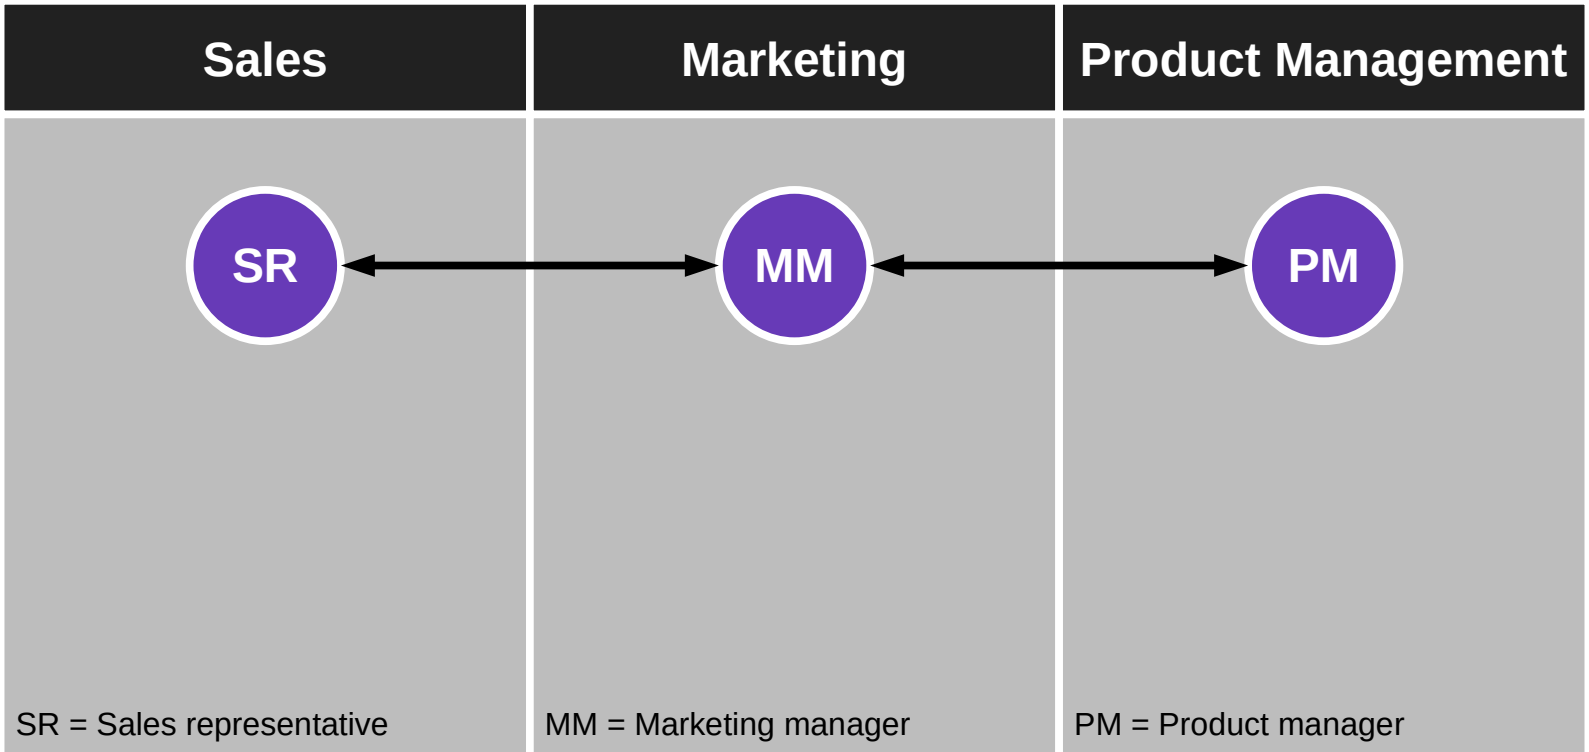 Sales
Marketing
Product Management
SR
MM
PM
SR = Sales representative
MM = Marketing manager
PM = Product manager